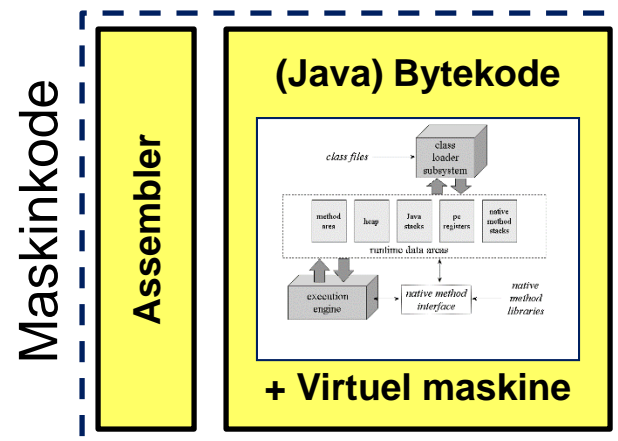 Maskinkode
Assembler
(Java) Bytekode
class files
class
loader
subsystem
method
area
heap
Java
stacks
pc
registers
native
method
stacks
runtime data areas
execution
engine
native method
interface
native
method
libraries
+ Virtuel maskine